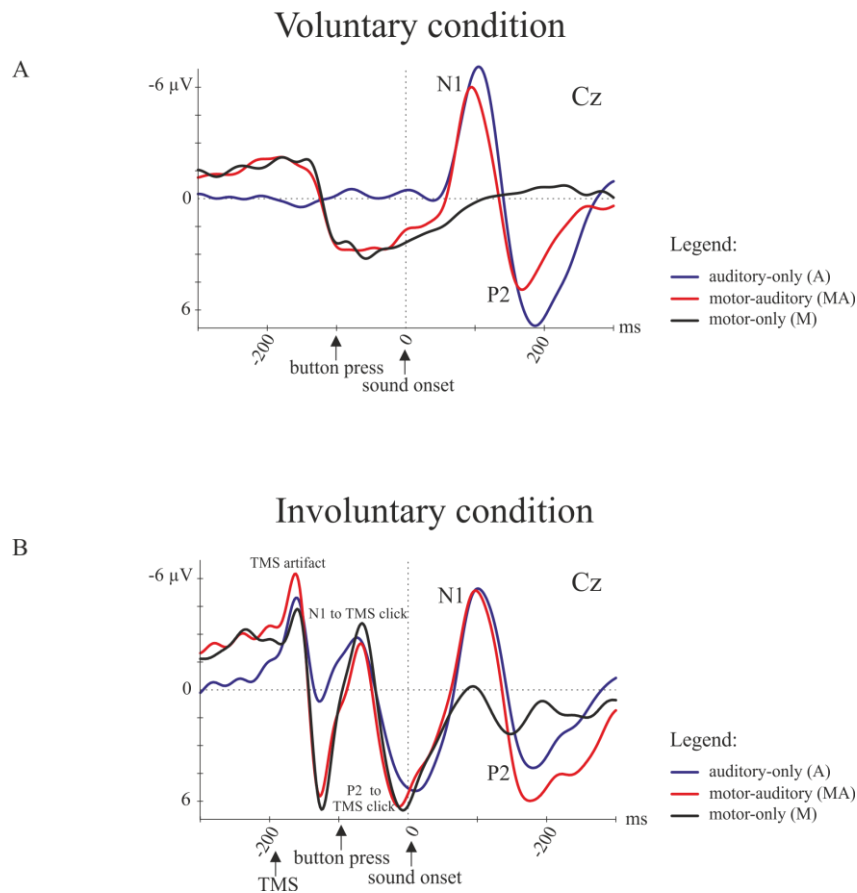 Voluntary condition
A
-6 µV
N1
Cz
0
Legend:
auditory-only (A)
P2
motor-auditory (MA)
6
motor-only (M)
ms
-200
0
200
button press
sound onset
Involuntary condition
B
-6 µV
TMS artifact
Cz
N1
N1 to TMS click
0
Legend:
P2
auditory-only (A)
P2 to
motor-auditory (MA)
6
TMS click
motor-only (M)
ms
-200
0
-200
button press
sound onset
TMS